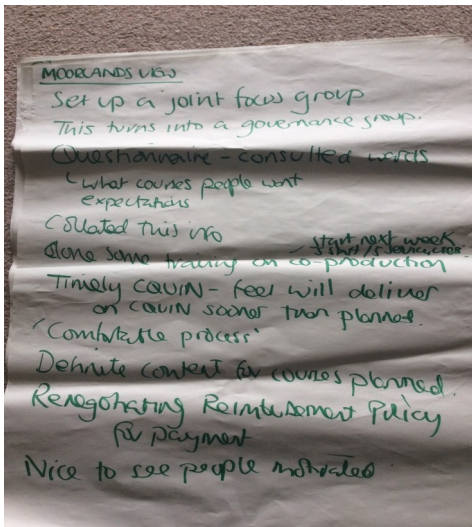 MOORLANDS VIEW
Set up a joint focus group
This turns into a governance group.
Questionnaire - consulted wards
what courses people want
expectations
Collated this info
start next week
staff / service users
done some training on co-production
Timely CQUIN - feel will deliver
on CQUIN sooner than planned.
'Comfortable process'
Definite content for courses planned.
Renegotiating Reimbursement Policy
for payment
Nice to see people motivated.